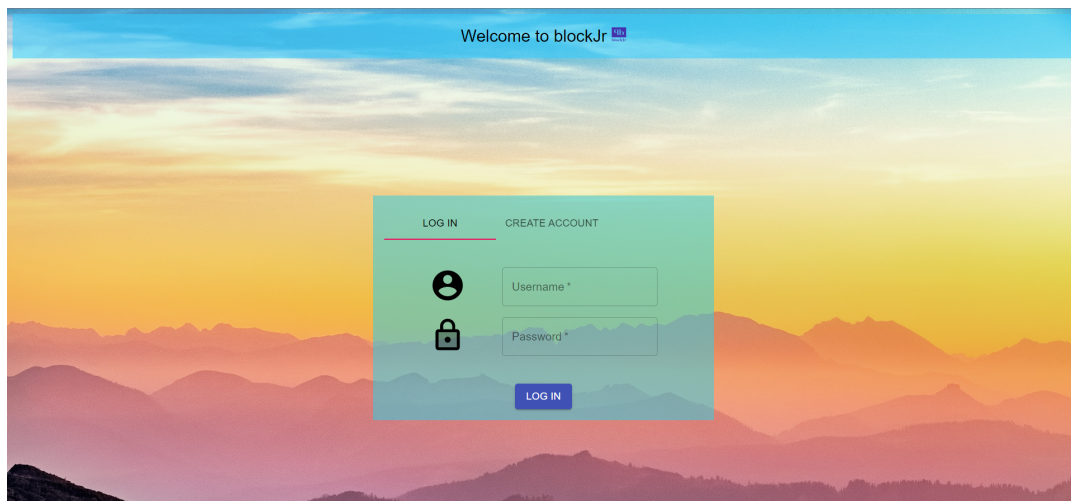 Welcome to blockJr
LOG IN
CREATE ACCOUNT
Username *
Password *
LOG IN